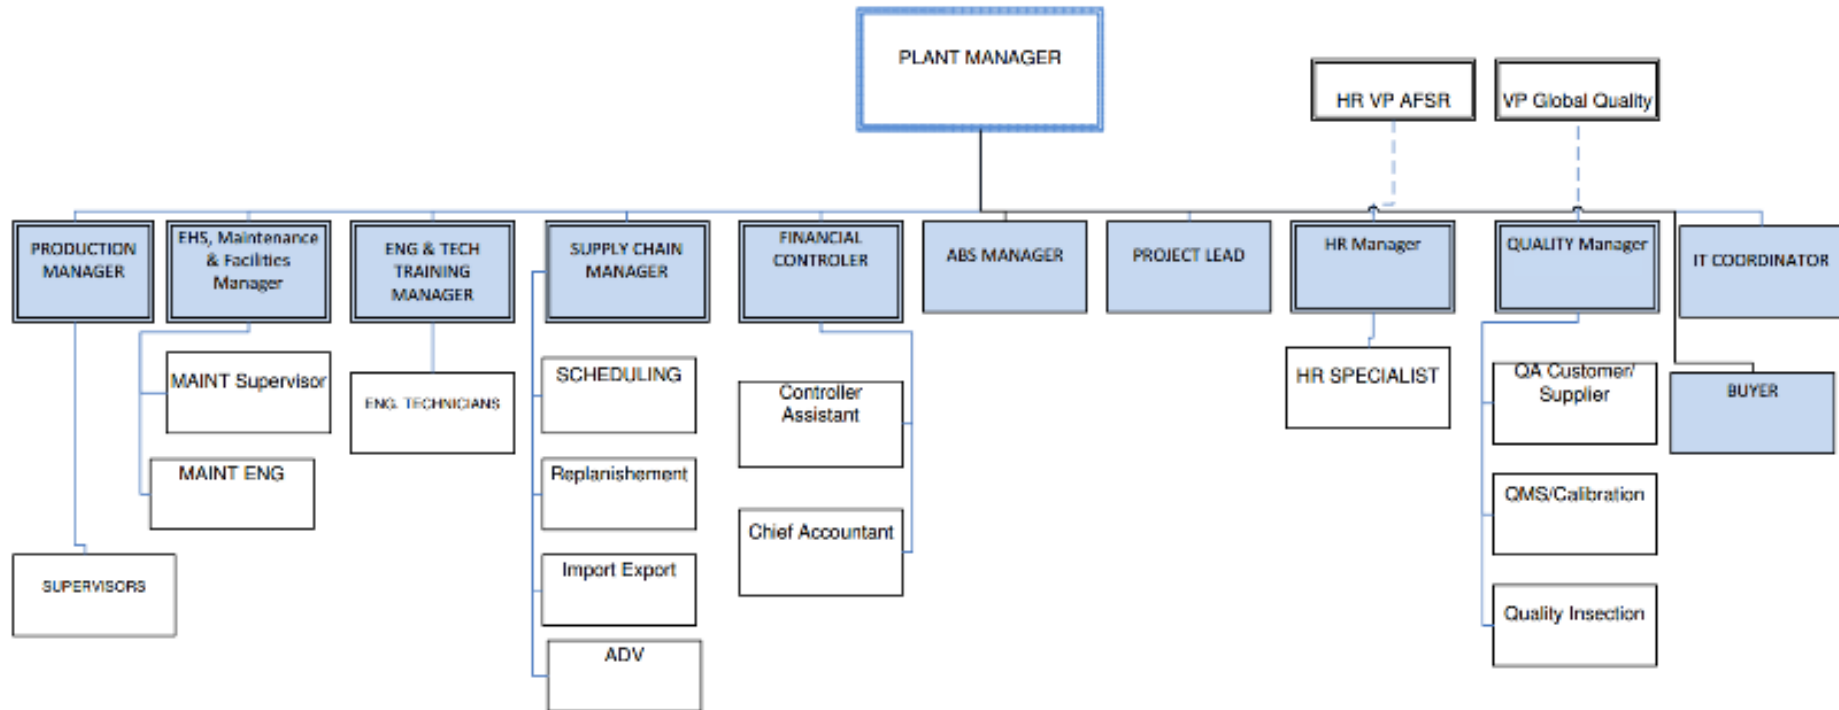 PLANT MANAGER
HR VP AFSR
VP Global Quality
PRODUCTION
MANAGER
EHS, Maintenance
& Facilities
Manager
ENG & TECH
TRAINING
MANAGER
SUPPLY CHAIN
MANAGER
FINANCIAL
CONTROLER
ABS MANAGER
PROJECT LEAD
HR Manager
QUALITY Manager
IT COORDINATOR
MAINT Supervisor
MAINT ENG
ENG. TECHNICIANS
SCHEDULING
Replanishement
Import Export
ADV
Controller
Assistant
Chief Accountant
HR SPECIALIST
QA Customer/
Supplier
QMS/Calibration
Quality Insection
BUYER
SUPERVISORS